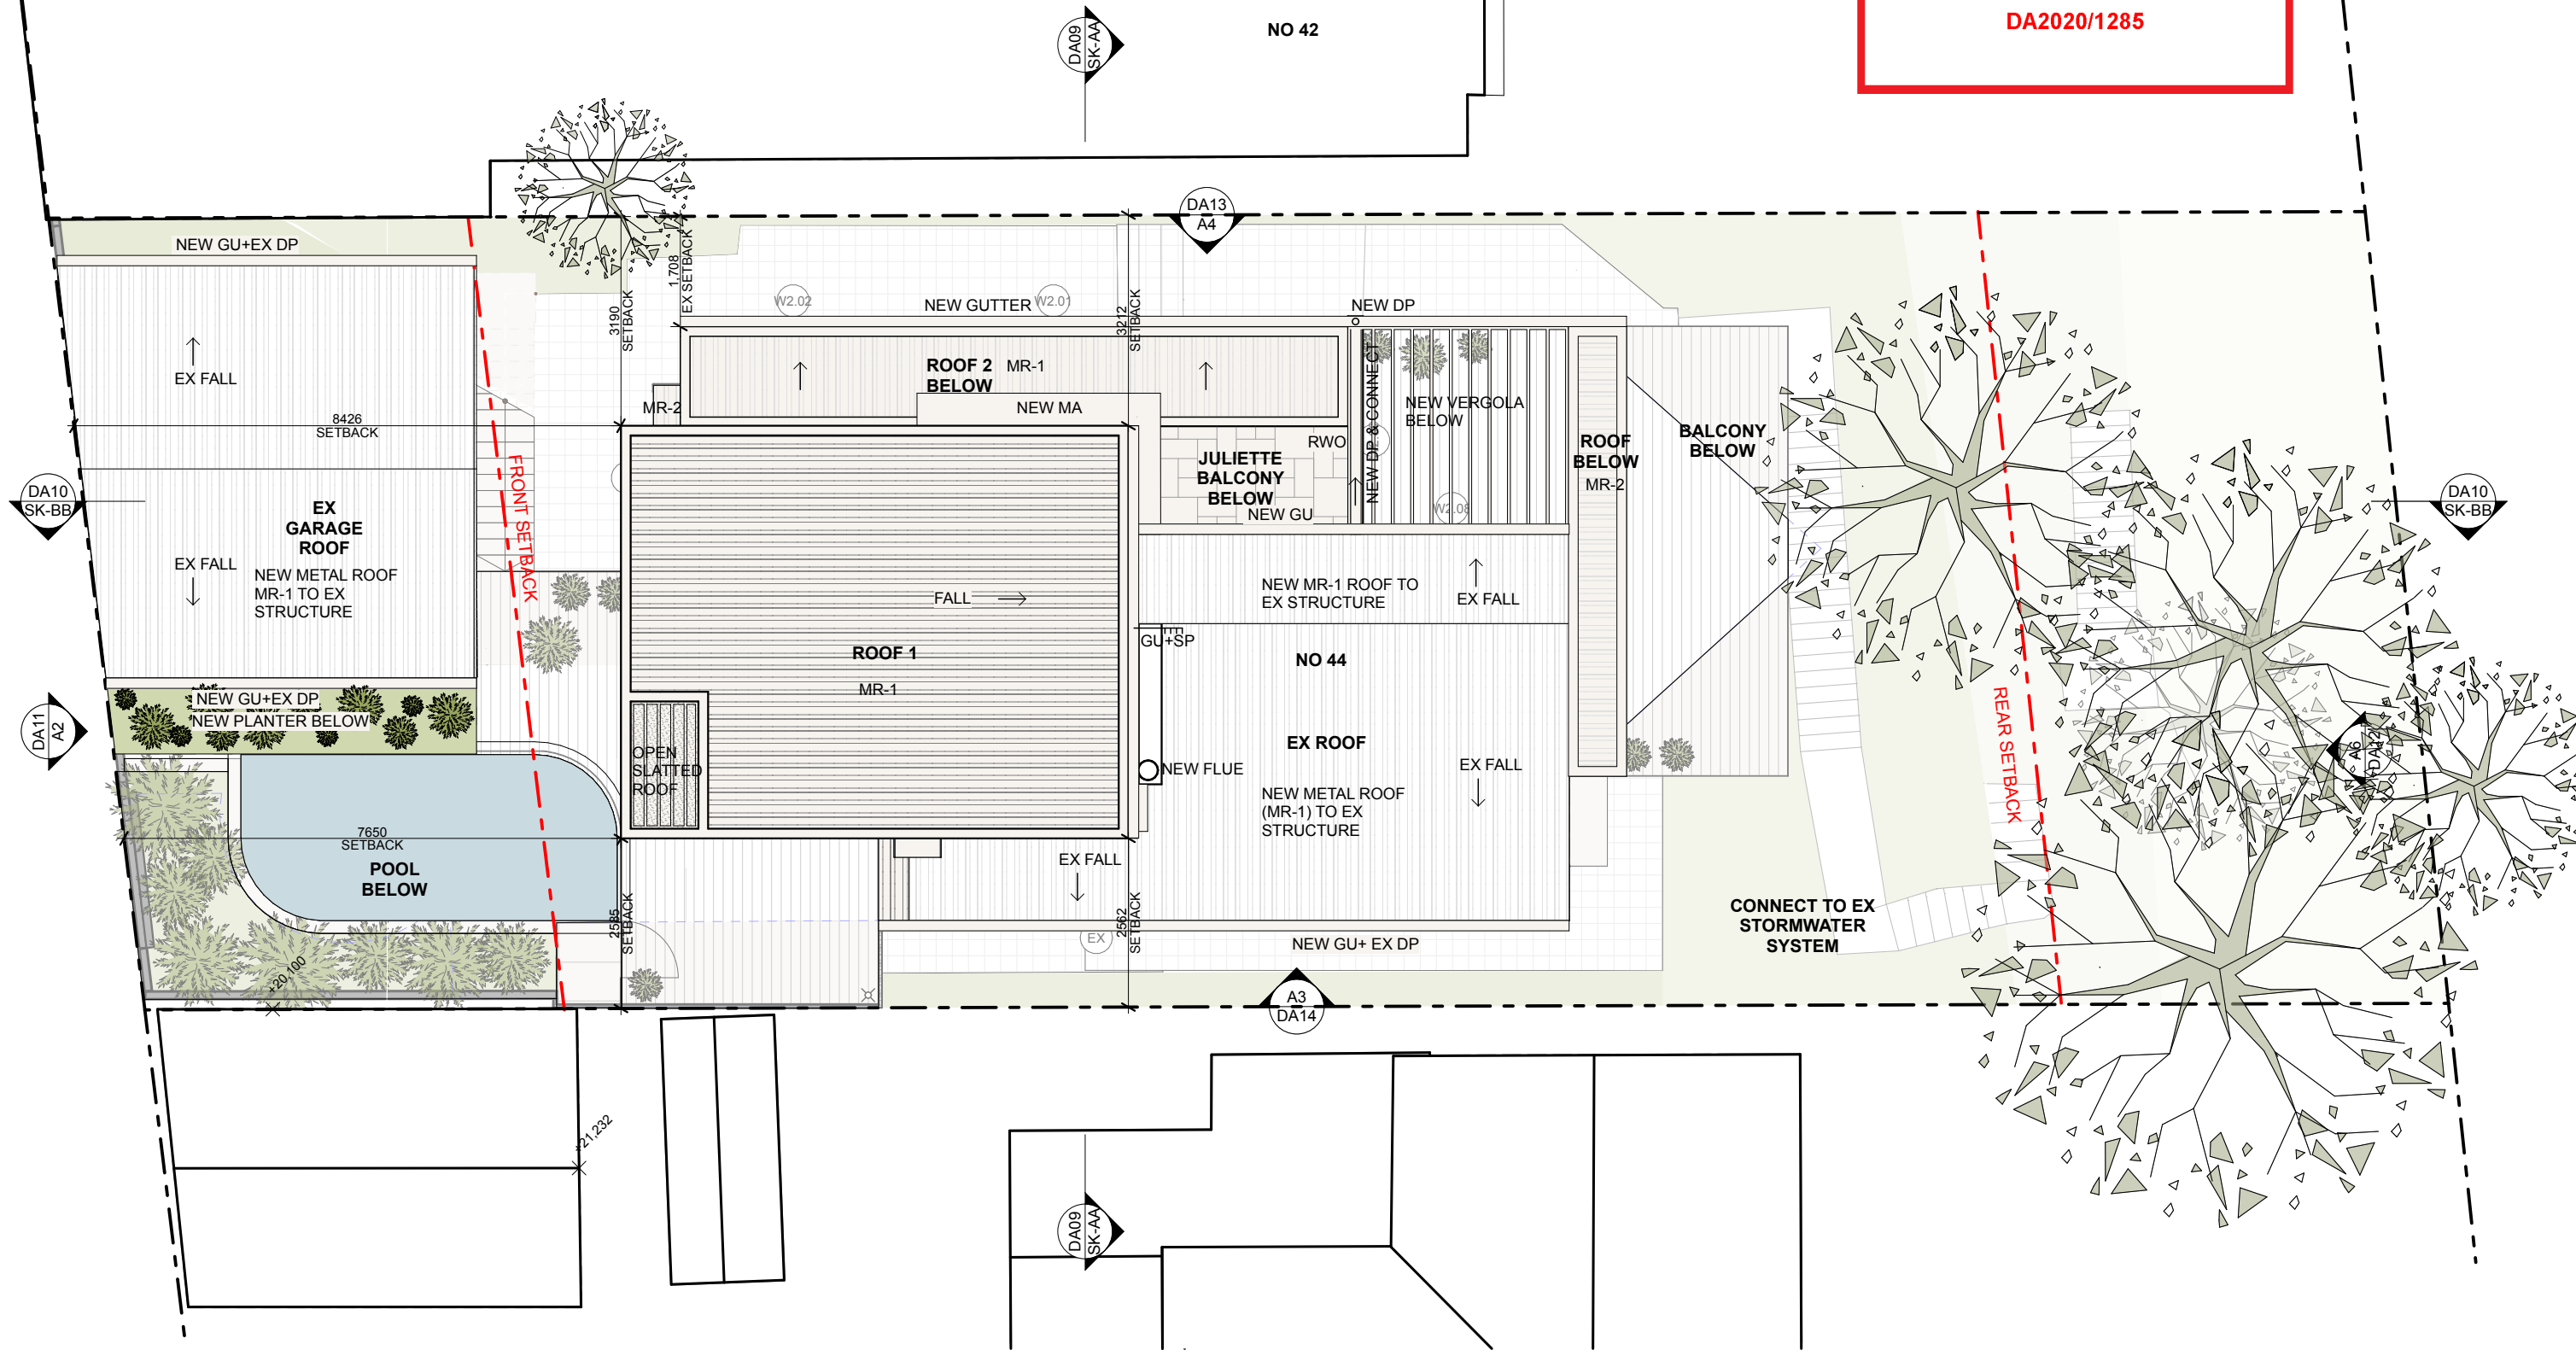 DA2020/1285
NO 42
DA09
SK-AA
DA13
A4
NEW GU+EX DP
1,708
EX SETBACK
3190
SETBACK
3212
SETBACK
W2.02
NEW GUTTER
W2.01
NEW DP
EX FALL
ROOF 2
BELOW
MR-1
MR-2
NEW MA
NEW DP & CONNECT
NEW VERGOLA
BELOW
8426
SETBACK
RWO
ROOF
BELOW
MR-2
BALCONY
BELOW
JULIETTE
BALCONY
BELOW
NEW GU
W2.08
DA10
SK-BB
DA10
SK-BB
FRONT SETBACK
EX
GARAGE
ROOF
EX FALL
NEW METAL ROOF
MR-1 TO EX
STRUCTURE
FALL
NEW MR-1 ROOF TO
EX STRUCTURE
EX FALL
GU+SP
ROOF 1
MR-1
NO 44
NEW GU+EX DP
NEW PLANTER BELOW
DA11
A2
REAR SETBACK
A6
DA12
OPEN
SLATTED
ROOF
NEW FLUE
EX ROOF
EX FALL
NEW METAL ROOF
(MR-1) TO EX
STRUCTURE
7650
SETBACK
POOL
BELOW
EX FALL
2585
SETBACK
2562
SETBACK
EX
NEW GU+ EX DP
CONNECT TO EX
STORMWATER
SYSTEM
+20,100
A3
DA14
+21,232
DA09
SK-AA